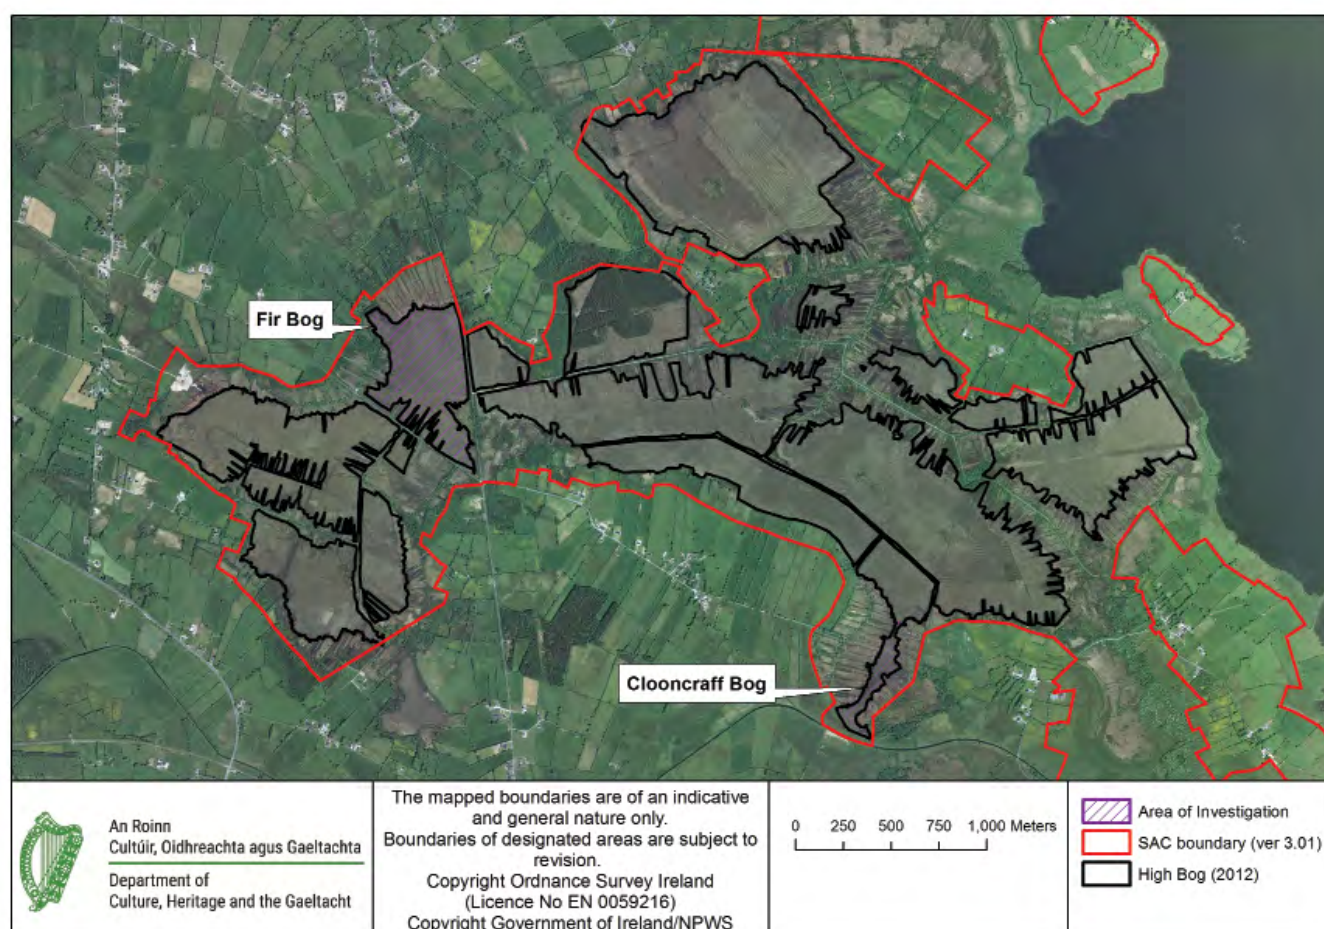 Fir Bog
Clooncraff Bog
An Roinn
Cultúir, Oidhreachta agus Gaeltachta
Department of
Culture, Heritage and the Gaeltacht
The mapped boundaries are of an indicative
and general nature only.
Boundaries of designated areas are subject to
revision.
Copyright Ordnance Survey Ireland
(Licence No EN 0059216)
Copyright Government of Ireland/NPWS
0 250 500 750 1,000 Meters
Area of Investigation
SAC boundary (ver 3.01)
High Bog (2012)